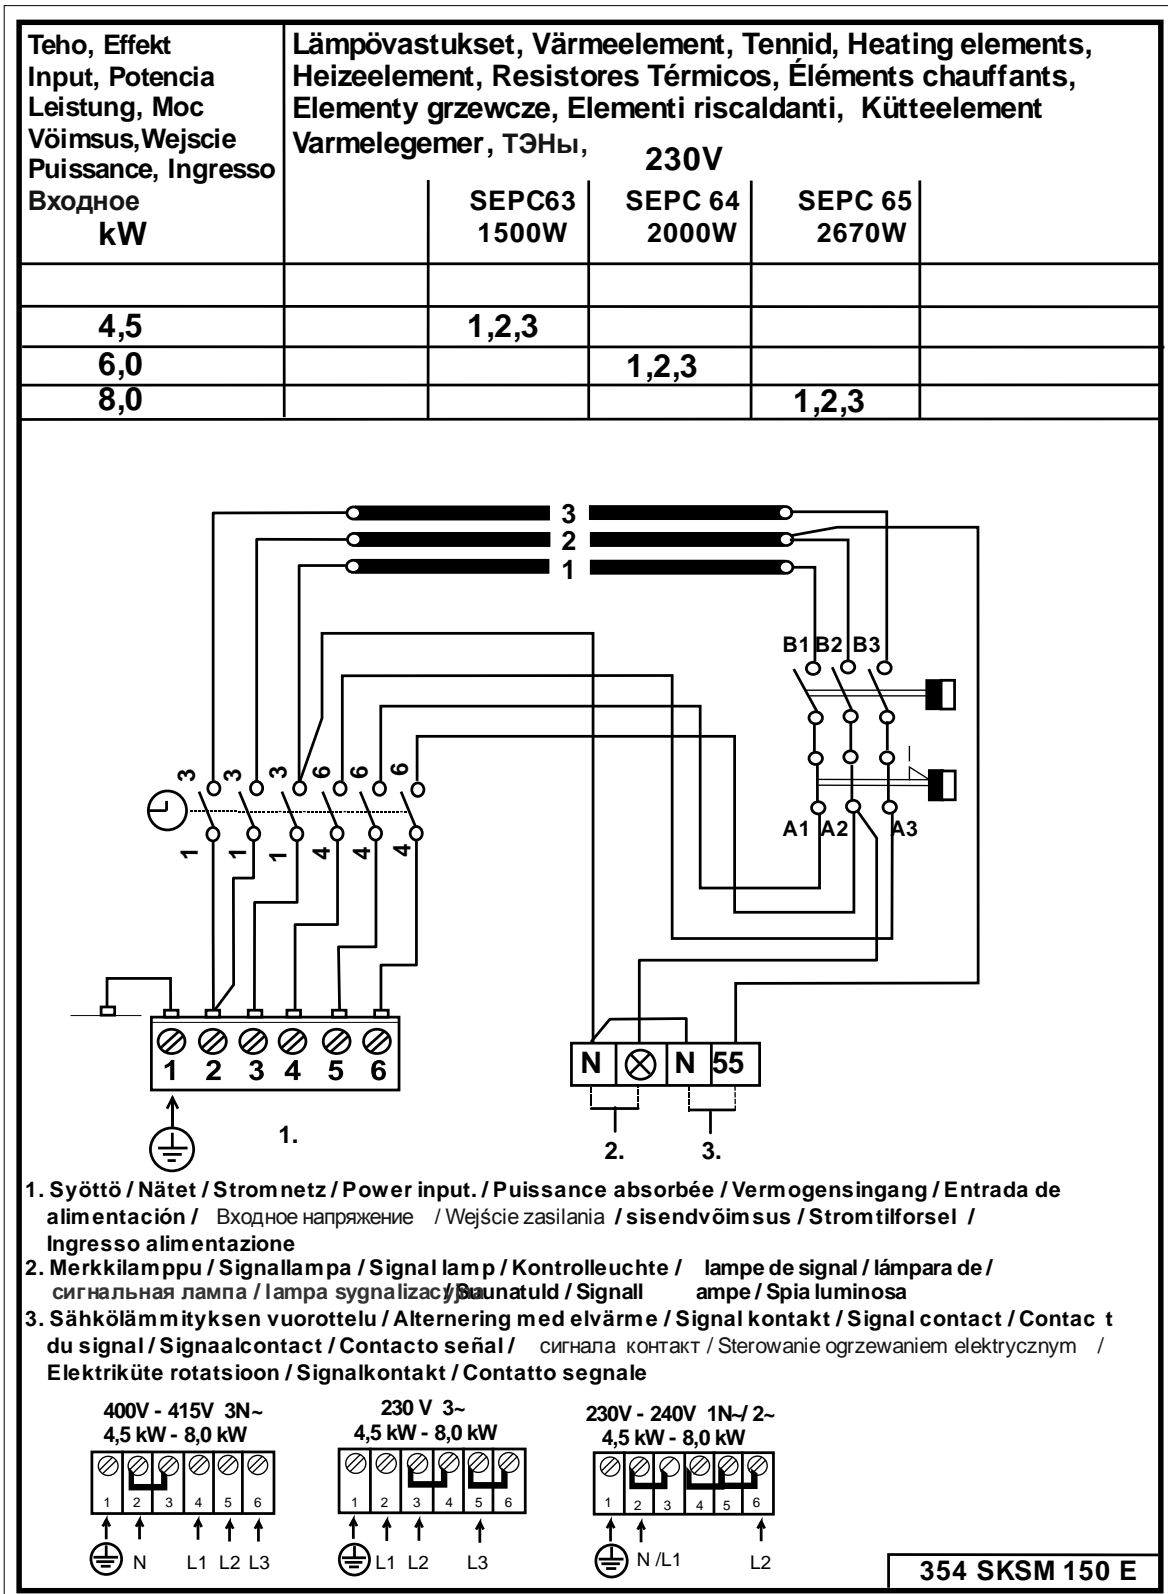 Teho, Effekt
Input, Potencia
Leistung, Moc
Vöimsus,Wejscie
Puissance, Ingresso
Входное
kW
Lämpövastukset, Värmeelement, Tennid, Heating elements,
Heizeelement, Resistores Térmicos, Éléments chauffants,
Elementy grzewcze, Elementi riscaldanti, Kütteelement
Varmelegemer, ТЭНы,
230V
SEPC63 SEPC 64 SEPC 65
1500W 2000W 2670W
4,5 1,2,3
6,0 1,2,3
8,0 1,2,3
3
2
1
B1 B2 B3
3 3 3 6 6 6
1 1 1 4 4 4
A1 A2 A3
1 2 3 4 5 6
N N 55
1.
2. 3.
1. Syöttö / Nätet / Stromnetz / Power input. / Puissance absorbée / Vermogensingang / Entrada de
alimentación / Входное напряжение / Wejście zasilania / sisendvõimsus / Stromtilforsel /
Ingresso alimentazione
2. Merkkilamppu / Signallampa / Signal lamp / Kontrolleuchte / lampe de signal / lámpara de /
сигнальная лампа / lampa sygnalizacyjna / Suunatuld / Signall ampe / Spia luminosa
3. Sähkölämmityksen vuorottelu / Alternering med elvärme / Signal kontakt / Signal contact / Contac t
du signal / Signaalcontact / Contacto señal / сигнала контакт / Sterowanie ogrzewaniem elektrycznym /
Elektriküte rotatsioon / Signalkontakt / Contatto segnale
400V - 415V 3N~
4,5 kW - 8,0 kW
1 2 3 4 5 6
N L1 L2 L3
230 V 3~
4,5 kW - 8,0 kW
1 2 3 4 5 6
L1 L2 L3
230V - 240V 1N~/ 2~
4,5 kW - 8,0 kW
1 2 3 4 5 6
N /L1 L2
354 SKSM 150 E